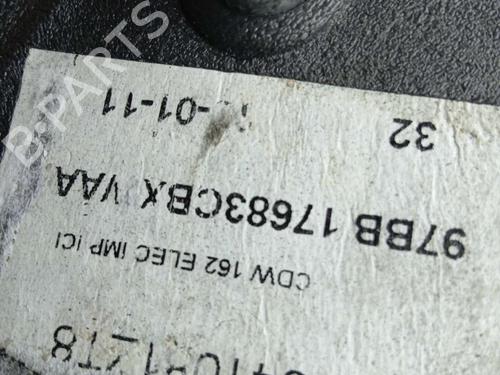 CDW 162 ELEC IMP ICI
97BB 17683CBX VAA
32
-01-11
B-PARTS